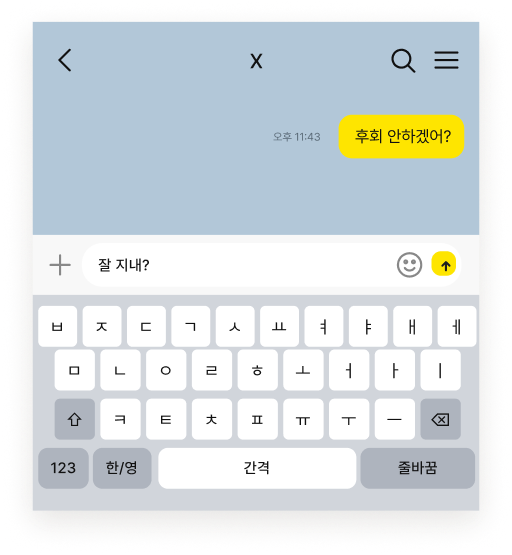 X
오후 11:43
후회 안하겠어?
잘 지내?
ㅂ ㅈ ㄷ ㄱ ㅅ ㅛ ㅕ ㅑ ㅐ ㅔ
ㅁ ㄴ ㅇ ㄹ ㅎ ㅗ ㅓ ㅏ ㅣ
ㅋ ㅌ ㅊ ㅍ ㅠ ㅜ ㅡ
123 한/영 간격 줄바꿈